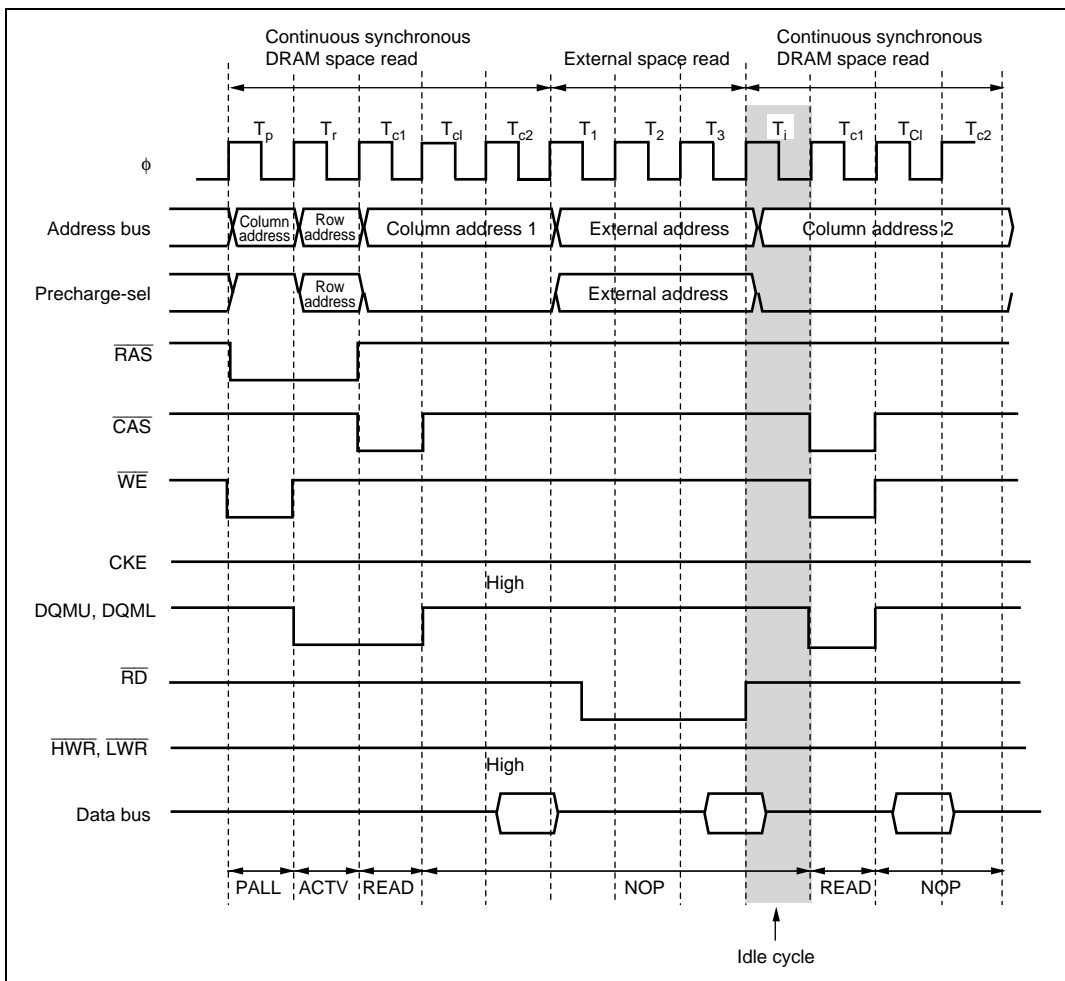 Continuous synchronous
DRAM space read
External space read
Continuous synchronous
DRAM space read
Tp Tr Tc1 Tcl Tc2 T1 T2 T3 Ti Tc1 TCl Tc2
ϕ
Address bus
Column
address
Row
address
Column address 1
External address
Column address 2
Precharge-sel
Row
address
External address
RAS
CAS
WE
CKE
High
DQMU, DQML
RD
HWR, LWR
High
Data bus
PALL ACTV READ NOP READ NOP
Idle cycle